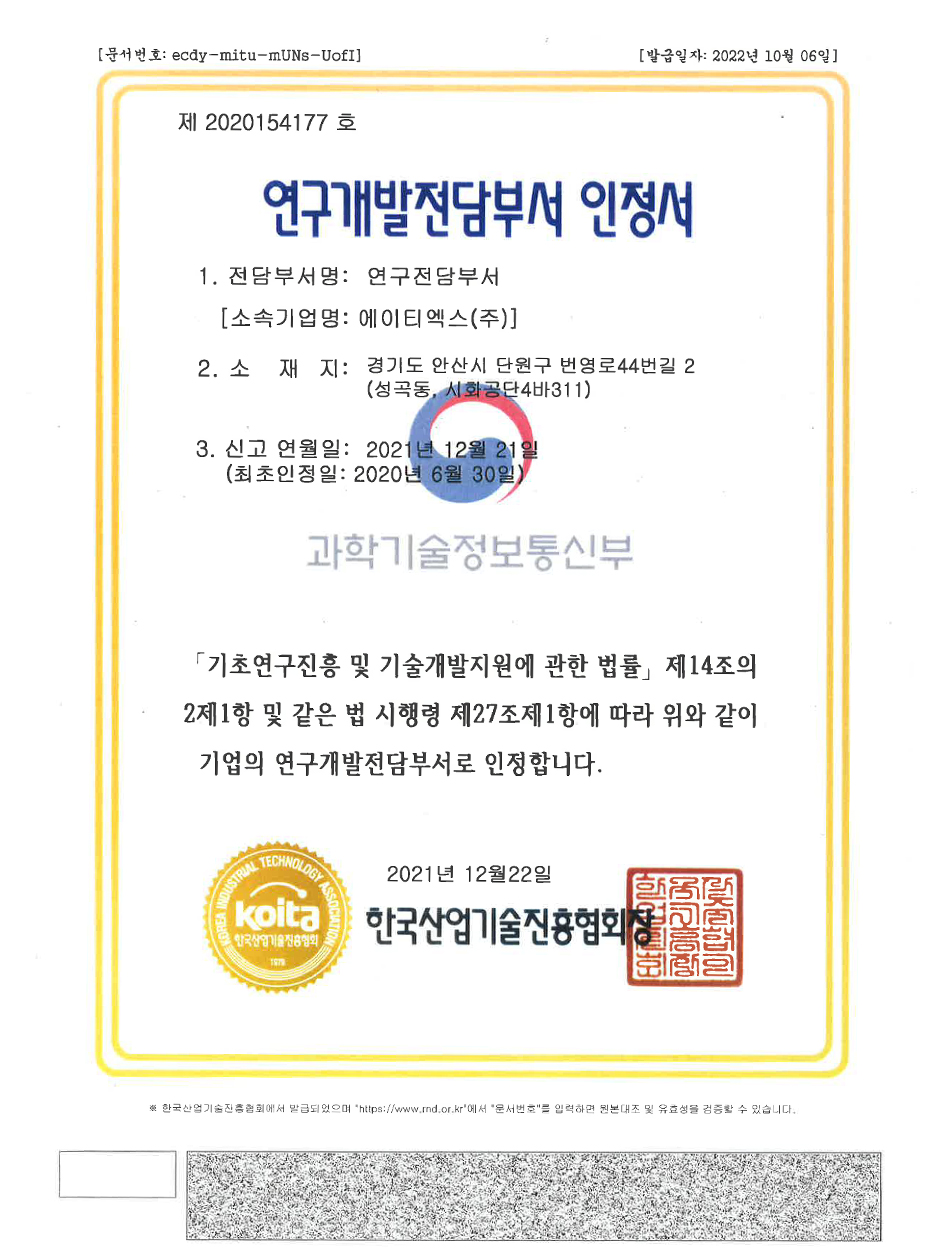 [문서번호: ecdy-mitu-mUNs-UofI]
[발급일자: 2022년 10월 06일]
제 2020154177 호
연구개발전담부서 인정서
1. 전담부서명: 연구전담부서
[소속기업명: 에이티엑스(주)]
2. 소 재 지: 경기도 안산시 단원구 번영로44번길 2
(성곡동, 시화공단4바311)
3. 신고 연월일: 2021년 12월 21일
(최초인정일: 2020년 6월 30일)
과학기술정보통신부
「기초연구진흥 및 기술개발지원에 관한 법률」 제14조의
2제1항 및 같은 법 시행령 제27조제1항에 따라 위와 같이
기업의 연구개발전담부서로 인정합니다.
KOREA INDUSTRIAL TECHNOLOGY ASSOCIATION
koita
한국산업기술진흥협회
1979
2021년 12월22일
한국산업기술진흥협회장
※ 한국산업기술진흥협회에서 발급되었으며 "https://www.rnd.or.kr"에서 "문서번호"를 입력하면 원본대조 및 유효성을 검증할 수 있습니다.